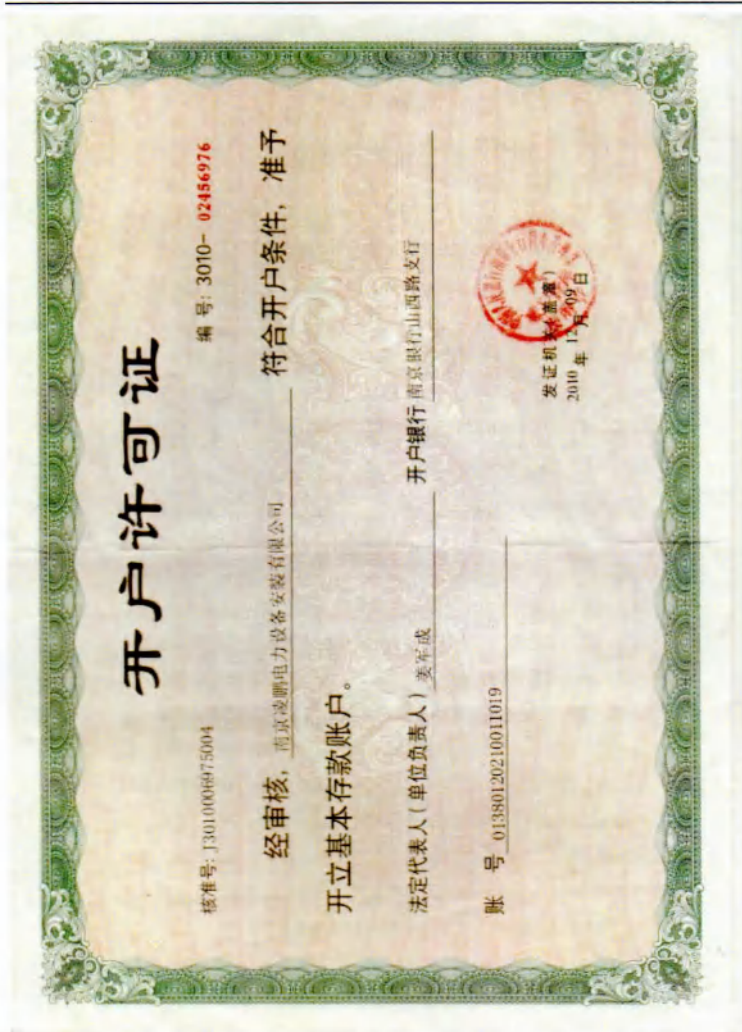 开户许可证
核准号: J3010006975004 编号: 3010- 02456976
经审核, 南京凌鹏电力设备安装有限公司 符合开户条件, 准予
开立基本存款账户。
法定代表人(单位负责人) 姜军成 开户银行 南京银行山西路支行
账 号 01380120210011019
发证机关(盖章)
2010 年 12 月 09 日